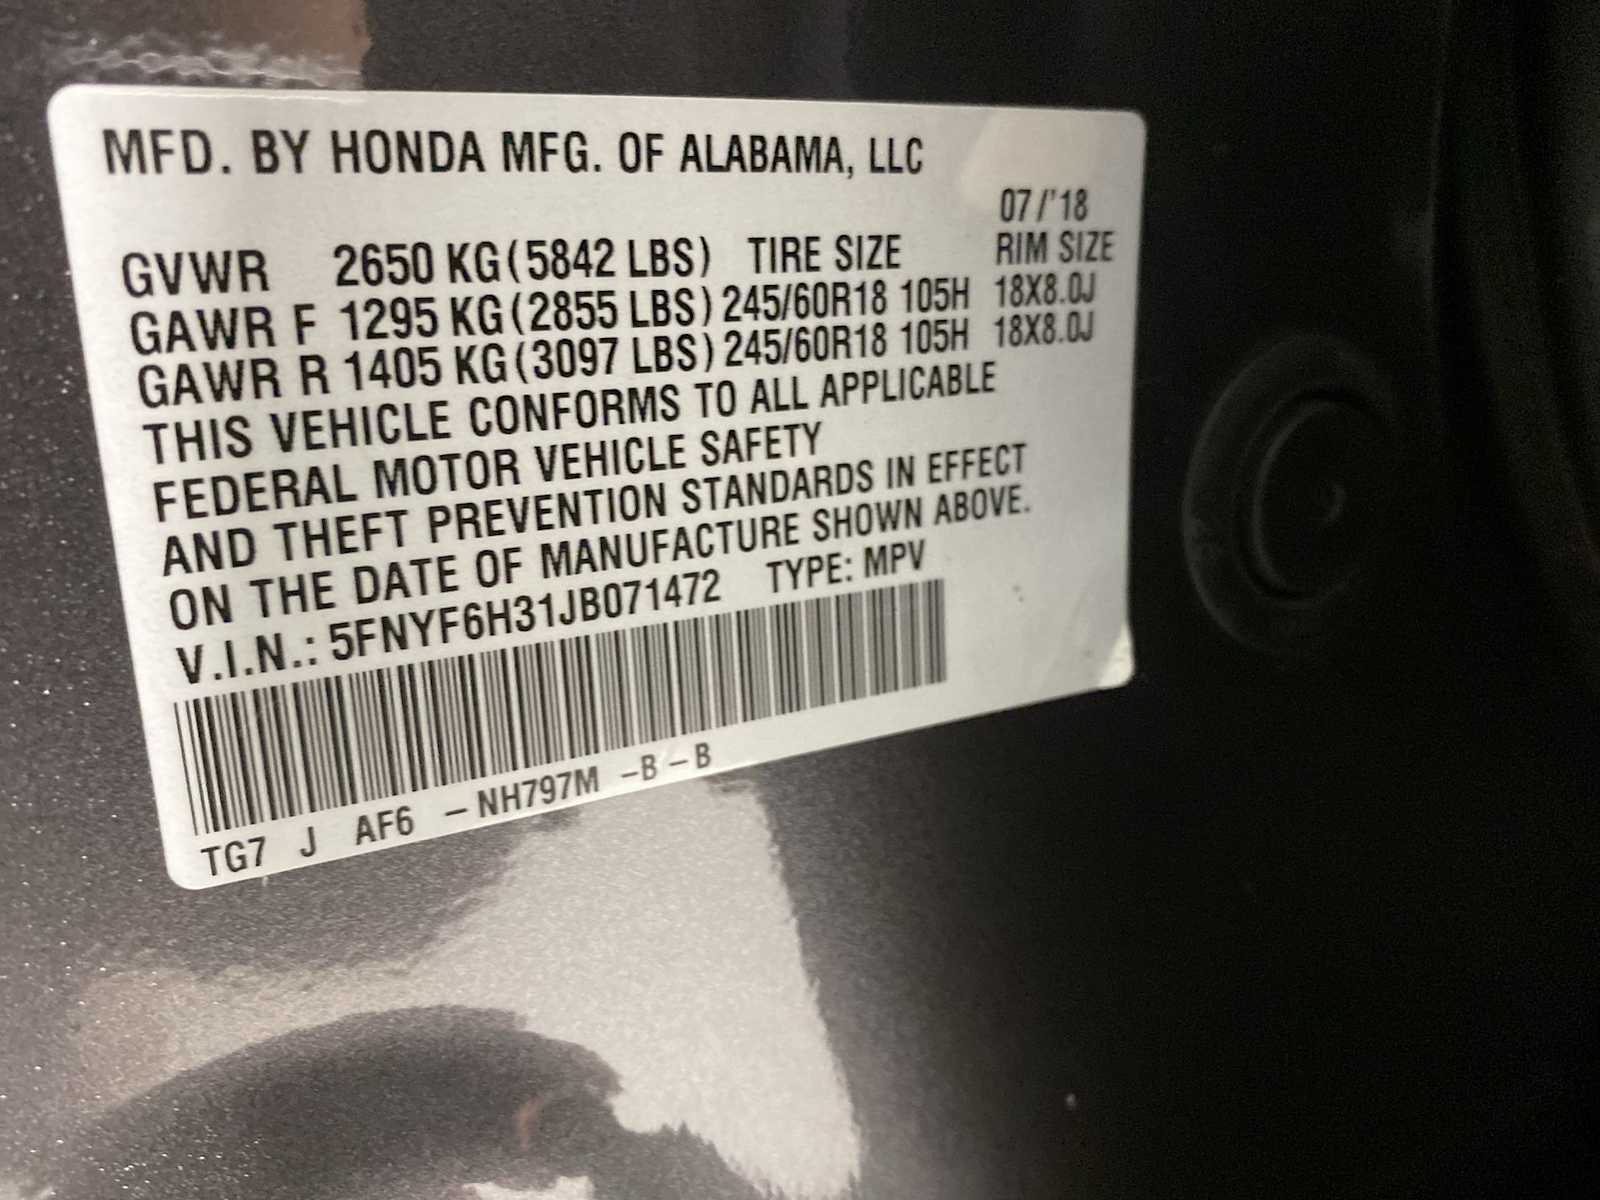 MFD. BY HONDA MFG. OF ALABAMA, LLC
07/'18
GVWR 2650 KG (5842 LBS) TIRE SIZE RIM SIZE
GAWR F 1295 KG (2855 LBS) 245/60R18 105H 18X8.0J
GAWR R 1405 KG (3097 LBS) 245/60R18 105H 18X8.0J
THIS VEHICLE CONFORMS TO ALL APPLICABLE
FEDERAL MOTOR VEHICLE SAFETY
AND THEFT PREVENTION STANDARDS IN EFFECT
ON THE DATE OF MANUFACTURE SHOWN ABOVE.
V.I.N.: 5FNYF6H31JB071472 TYPE: MPV
TG7 J AF6 -NH797M -B-B